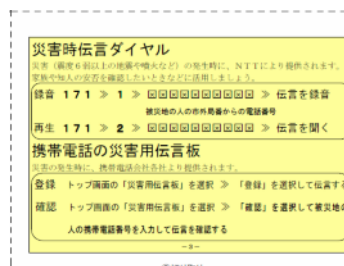 災害時伝言ダイヤル
災害（震度６弱以上の地震や噴火など）の発生時に、ＮＴＴにより提供されます。
家族や知人の安否を確認したいときなどに活用しましょう。
録音 171 ≫ 1 ≫ ☒☒☒☒☒☒☒☒☒☒ ≫ 伝言を録音
被災地の人の市外局番からの電話番号
再生 171 ≫ 2 ≫ ☒☒☒☒☒☒☒☒☒☒ ≫ 伝言を聞く
携帯電話の災害用伝言板
災害の発生時に、携帯電話会社各社より提供されます。
登録 トップ画面の「災害用伝言板」を選択 ≫ 「登録」を選択して伝言す
確認 トップ画面の「災害用伝言板」を選択 ≫ 「確認」を選択して被災地の
人の携帯電話番号を入力して伝言を確認する